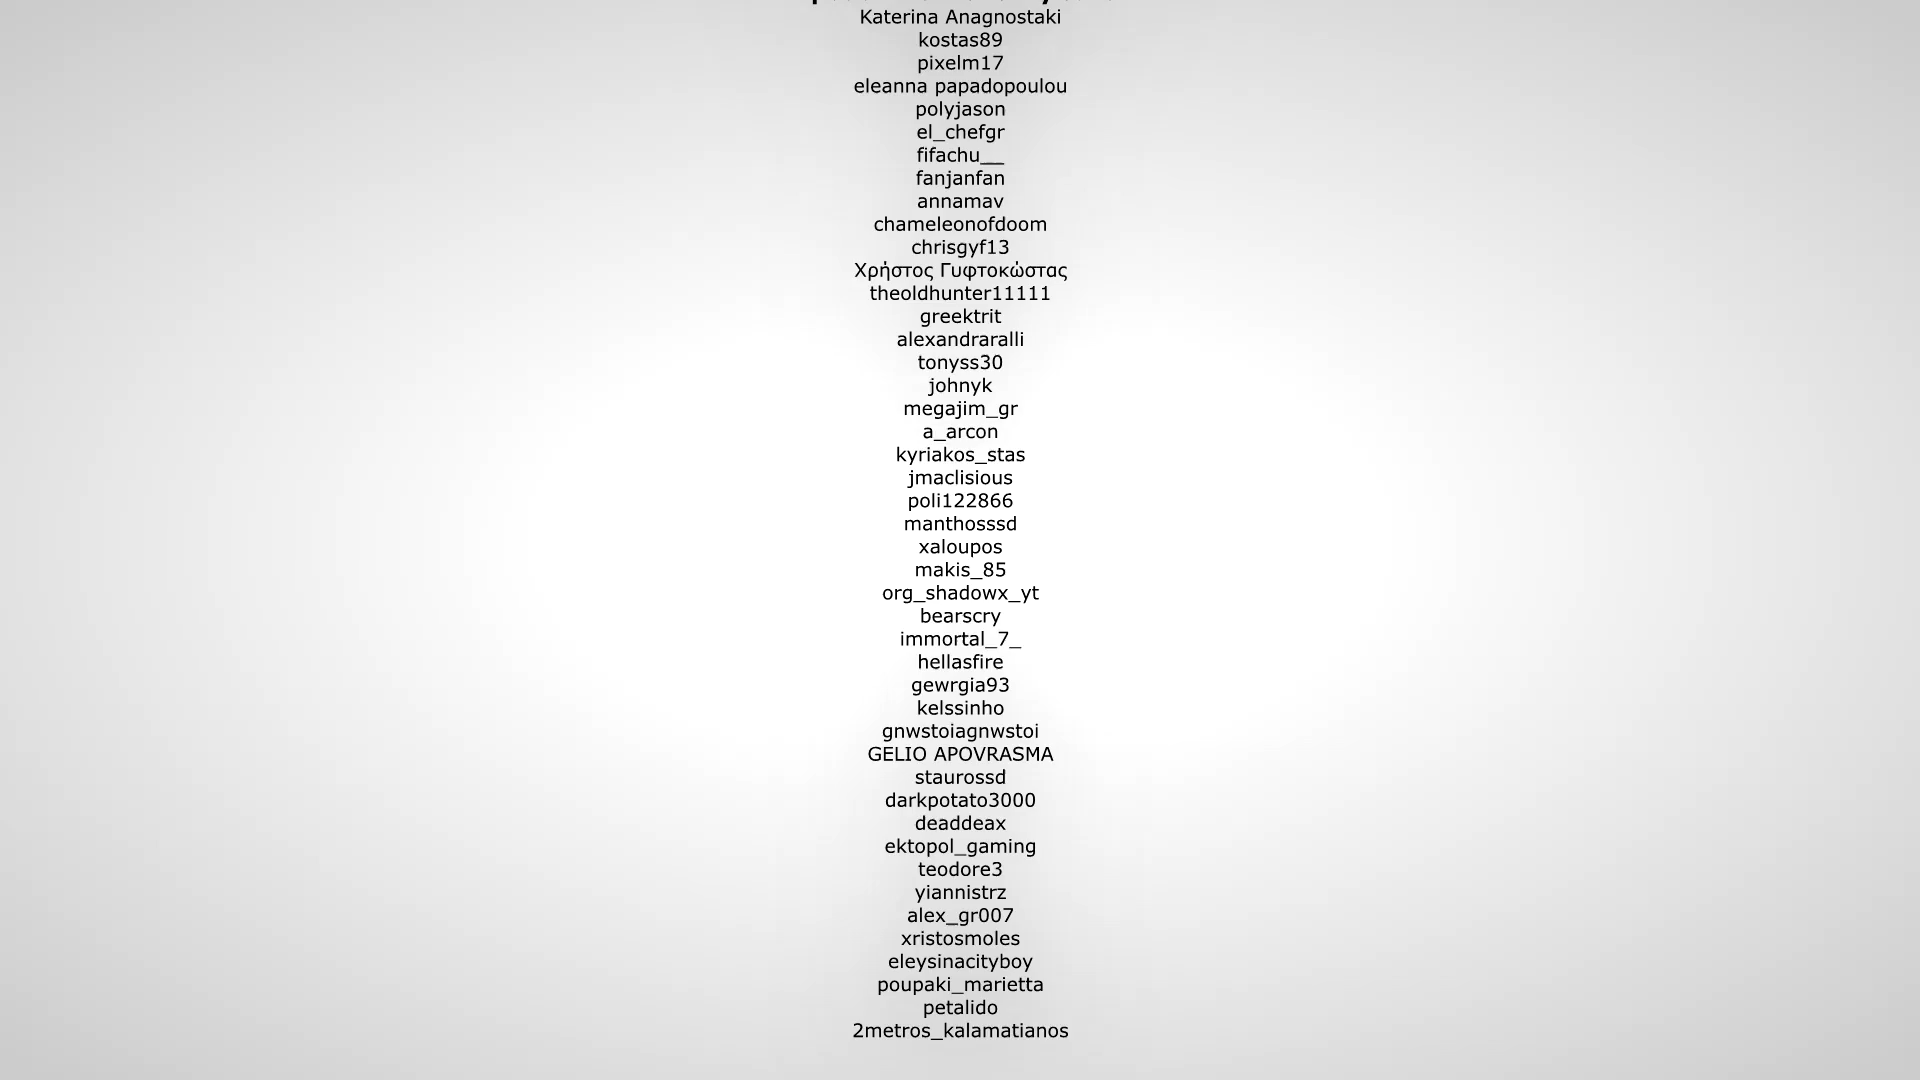 Katerina Anagnostaki
kostas89
pixelm17
eleanna papadopoulou
polyjason
el_chefgr
fifachu__
fanjanfan
annamav
chameleonofdoom
chrisgyf13
Χρήστος Γυφτοκώστας
theoldhunter11111
greektrit
alexandraralli
tonyss30
johnyk
megajim_gr
a_arcon
kyriakos_stas
jmaclisious
poli122866
manthosssd
xaloupos
makis_85
org_shadowx_yt
bearscry
immortal_7_
hellasfire
gewrgia93
kelssinho
gnwstoiagnwstoi
GELIO APOVRASMA
staurossd
darkpotato3000
deaddeax
ektopol_gaming
teodore3
yiannistrz
alex_gr007
xristosmoles
eleysinacityboy
poupaki_marietta
petalido
2metros_kalamatianos